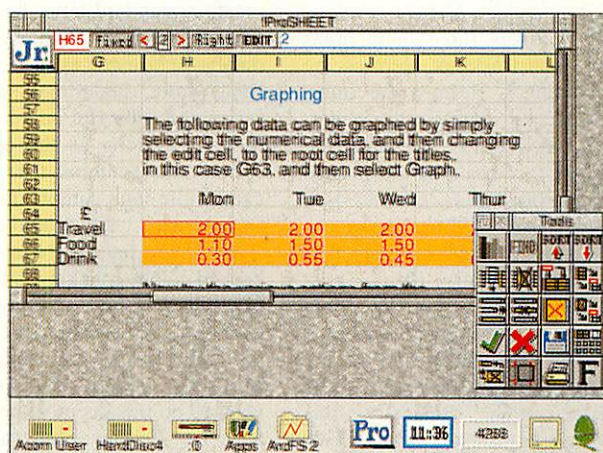 !ProSHEET
Jr.
H65 Fixed < 2 > Right EDIT 2
G H I J K L
55
56 Graphing
57
58 The following data can be graphed by simply
59 selecting the numerical data, and them changing
60 the edit cell, to the root cell for the titles,
61 in this case G63, and them select Graph.
62
63 Mon Tue Wed Thur
64 £
65 Travel 2.00 2.00 2.00
66 Food 1.10 1.50 1.50
67 Drink 0.30 0.55 0.45
68
Tools
FIND SORT SORT
F
Acorn User HardDisc4 :0 Apps ArcFS 2 Pro 11:36